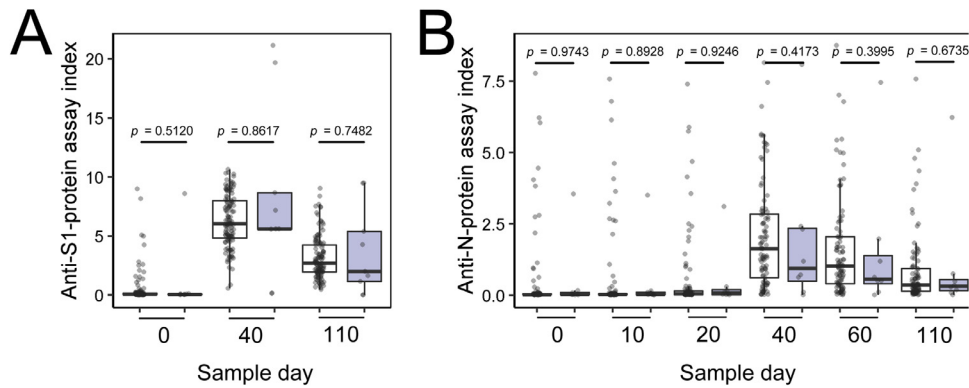 A
Anti-S1-protein assay index
20
15
10
5
0
p = 0.5120
p = 0.8617
p = 0.7482
0
40
110
Sample day
B
Anti-N-protein assay index
7.5
5.0
2.5
0.0
p = 0.9743
p = 0.8928
p = 0.9246
p = 0.4173
p = 0.3995
p = 0.6735
0
10
20
40
60
110
Sample day